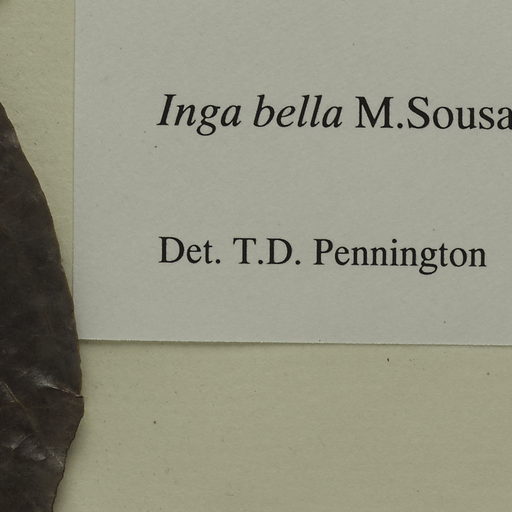 Inga bella M.Sousa
Det. T.D. Pennington